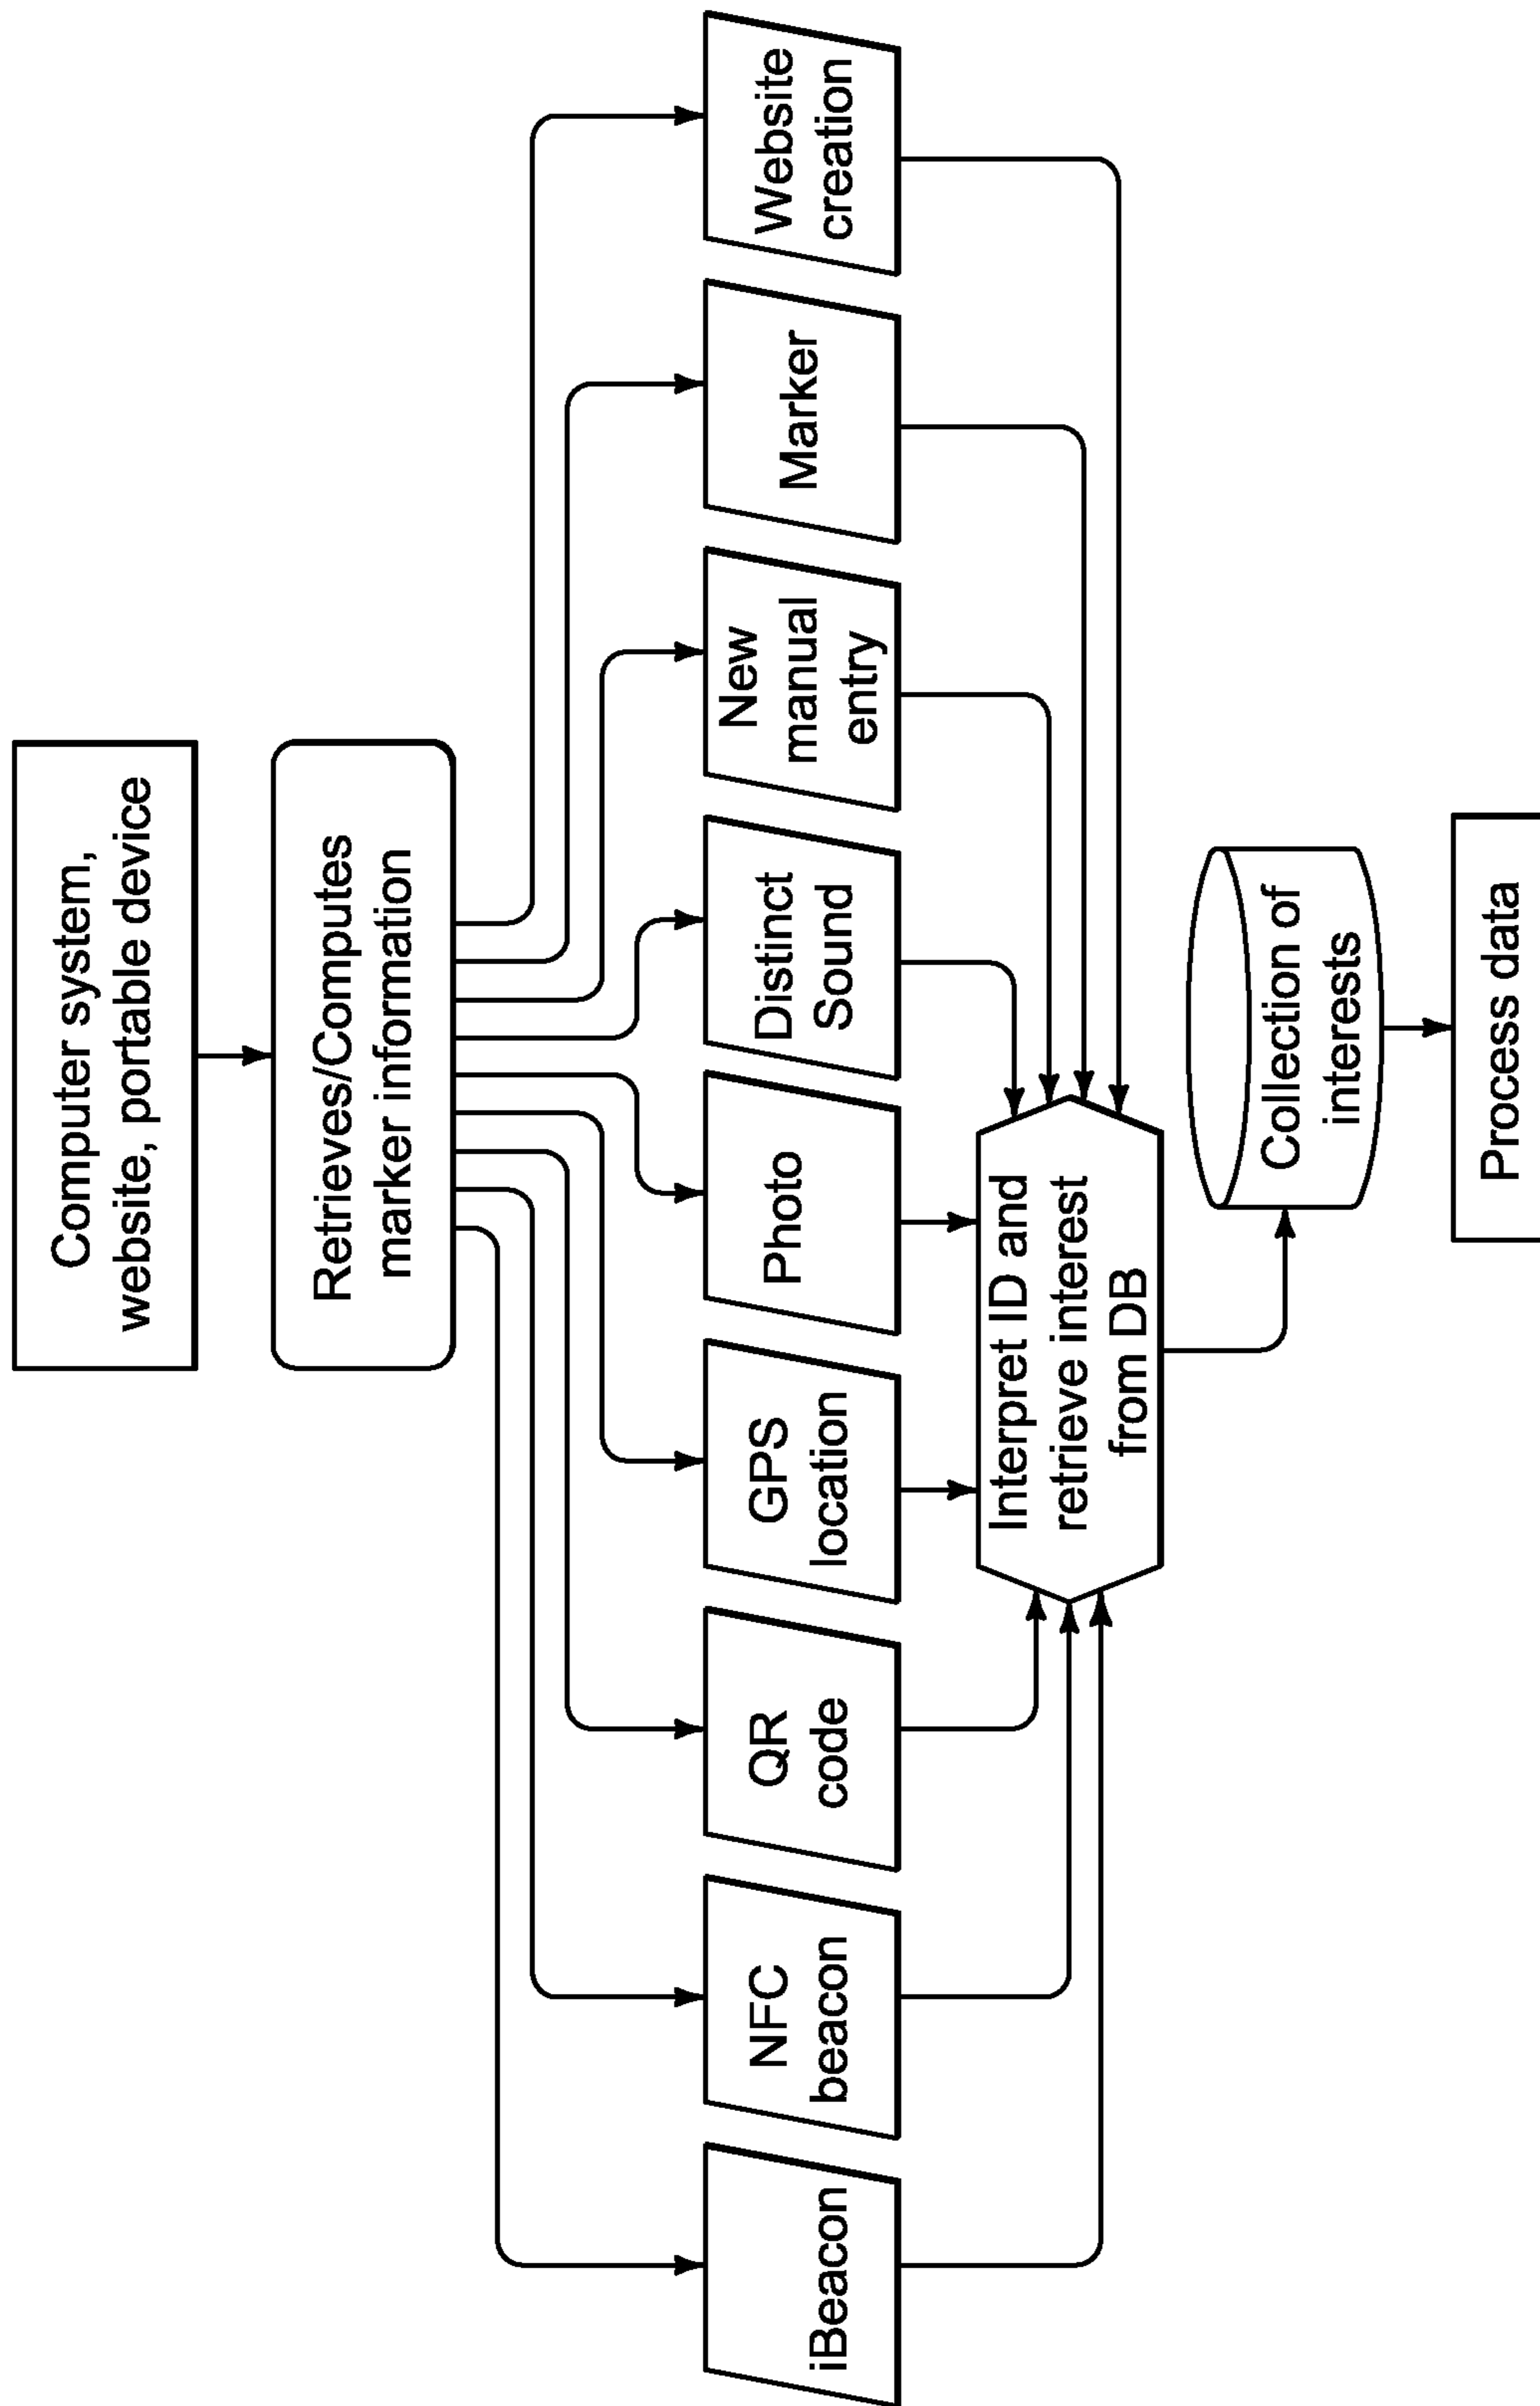 Computer system,
website, portable device
Retrieves/Computes
marker information
iBeacon
NFC
beacon
QR
code
GPS
location
Photo
Distinct
Sound
New
manual
entry
Marker
Website
creation
Interpret ID and
retrieve interest
from DB
Collection of
interests
Process data